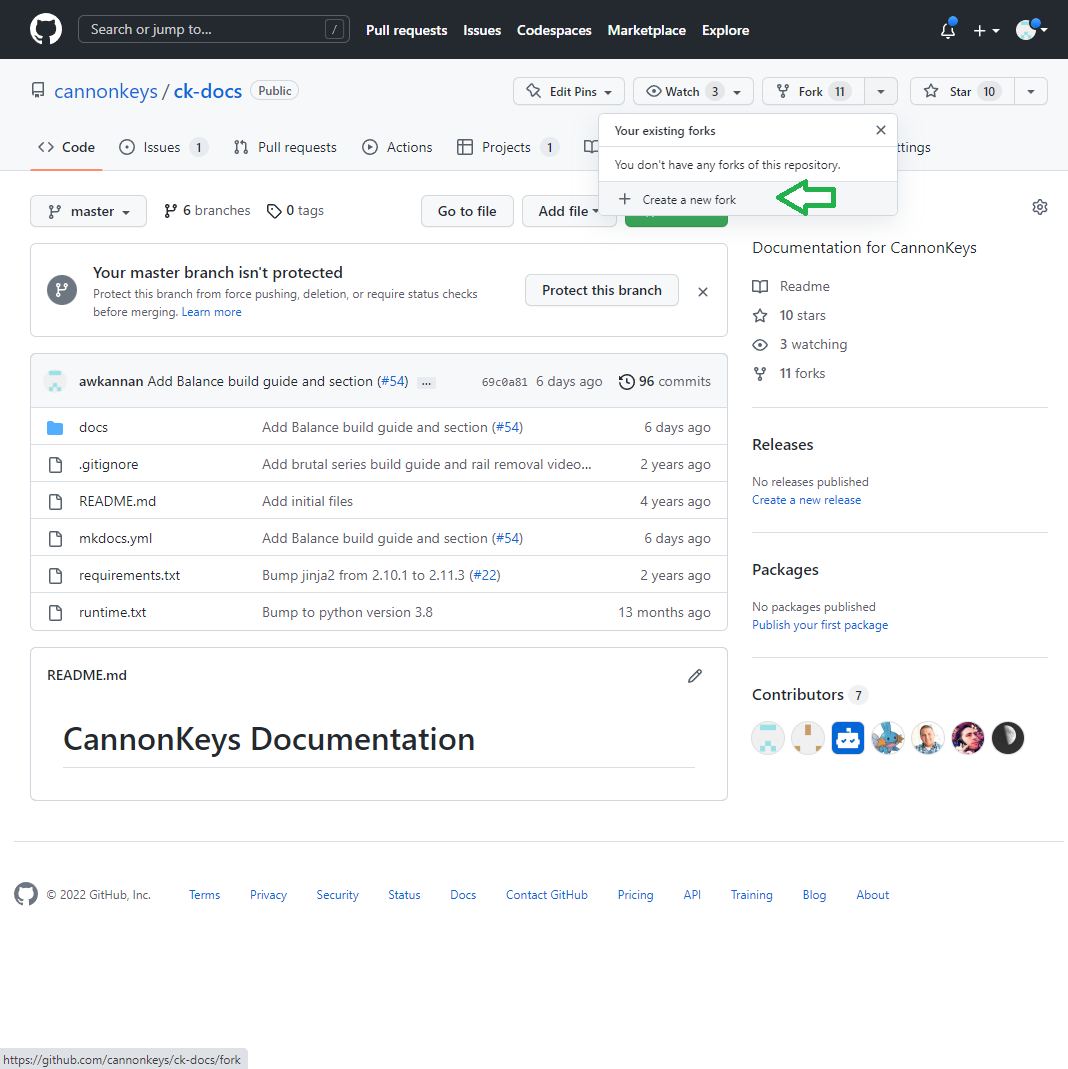 Search or jump to... / Pull requests Issues Codespaces Marketplace Explore
cannonkeys / ck-docs Public Edit Pins Watch 3 Fork 11 Star 10
Your existing forks
Code Issues 1 Pull requests Actions Projects 1 ttings
You don't have any forks of this repository.
Create a new fork
master 6 branches 0 tags Go to file Add file
Documentation for CannonKeys
Your master branch isn't protected
Protect this branch from force pushing, deletion, or require status checks
before merging. Learn more
Protect this branch
Readme
10 stars
3 watching
11 forks
awkannan Add Balance build guide and section (#54) ... 69c0a81 6 days ago 96 commits
docs Add Balance build guide and section (#54) 6 days ago
.gitignore Add brutal series build guide and rail removal video... 2 years ago
README.md Add initial files 4 years ago
mkdocs.yml Add Balance build guide and section (#54) 6 days ago
requirements.txt Bump jinja2 from 2.10.1 to 2.11.3 (#22) 2 years ago
runtime.txt Bump to python version 3.8 13 months ago
Releases
No releases published
Create a new release
Packages
No packages published
Publish your first package
README.md
CannonKeys Documentation
Contributors 7
© 2022 GitHub, Inc. Terms Privacy Security Status Docs Contact GitHub Pricing API Training Blog About
https://github.com/cannonkeys/ck-docs/fork